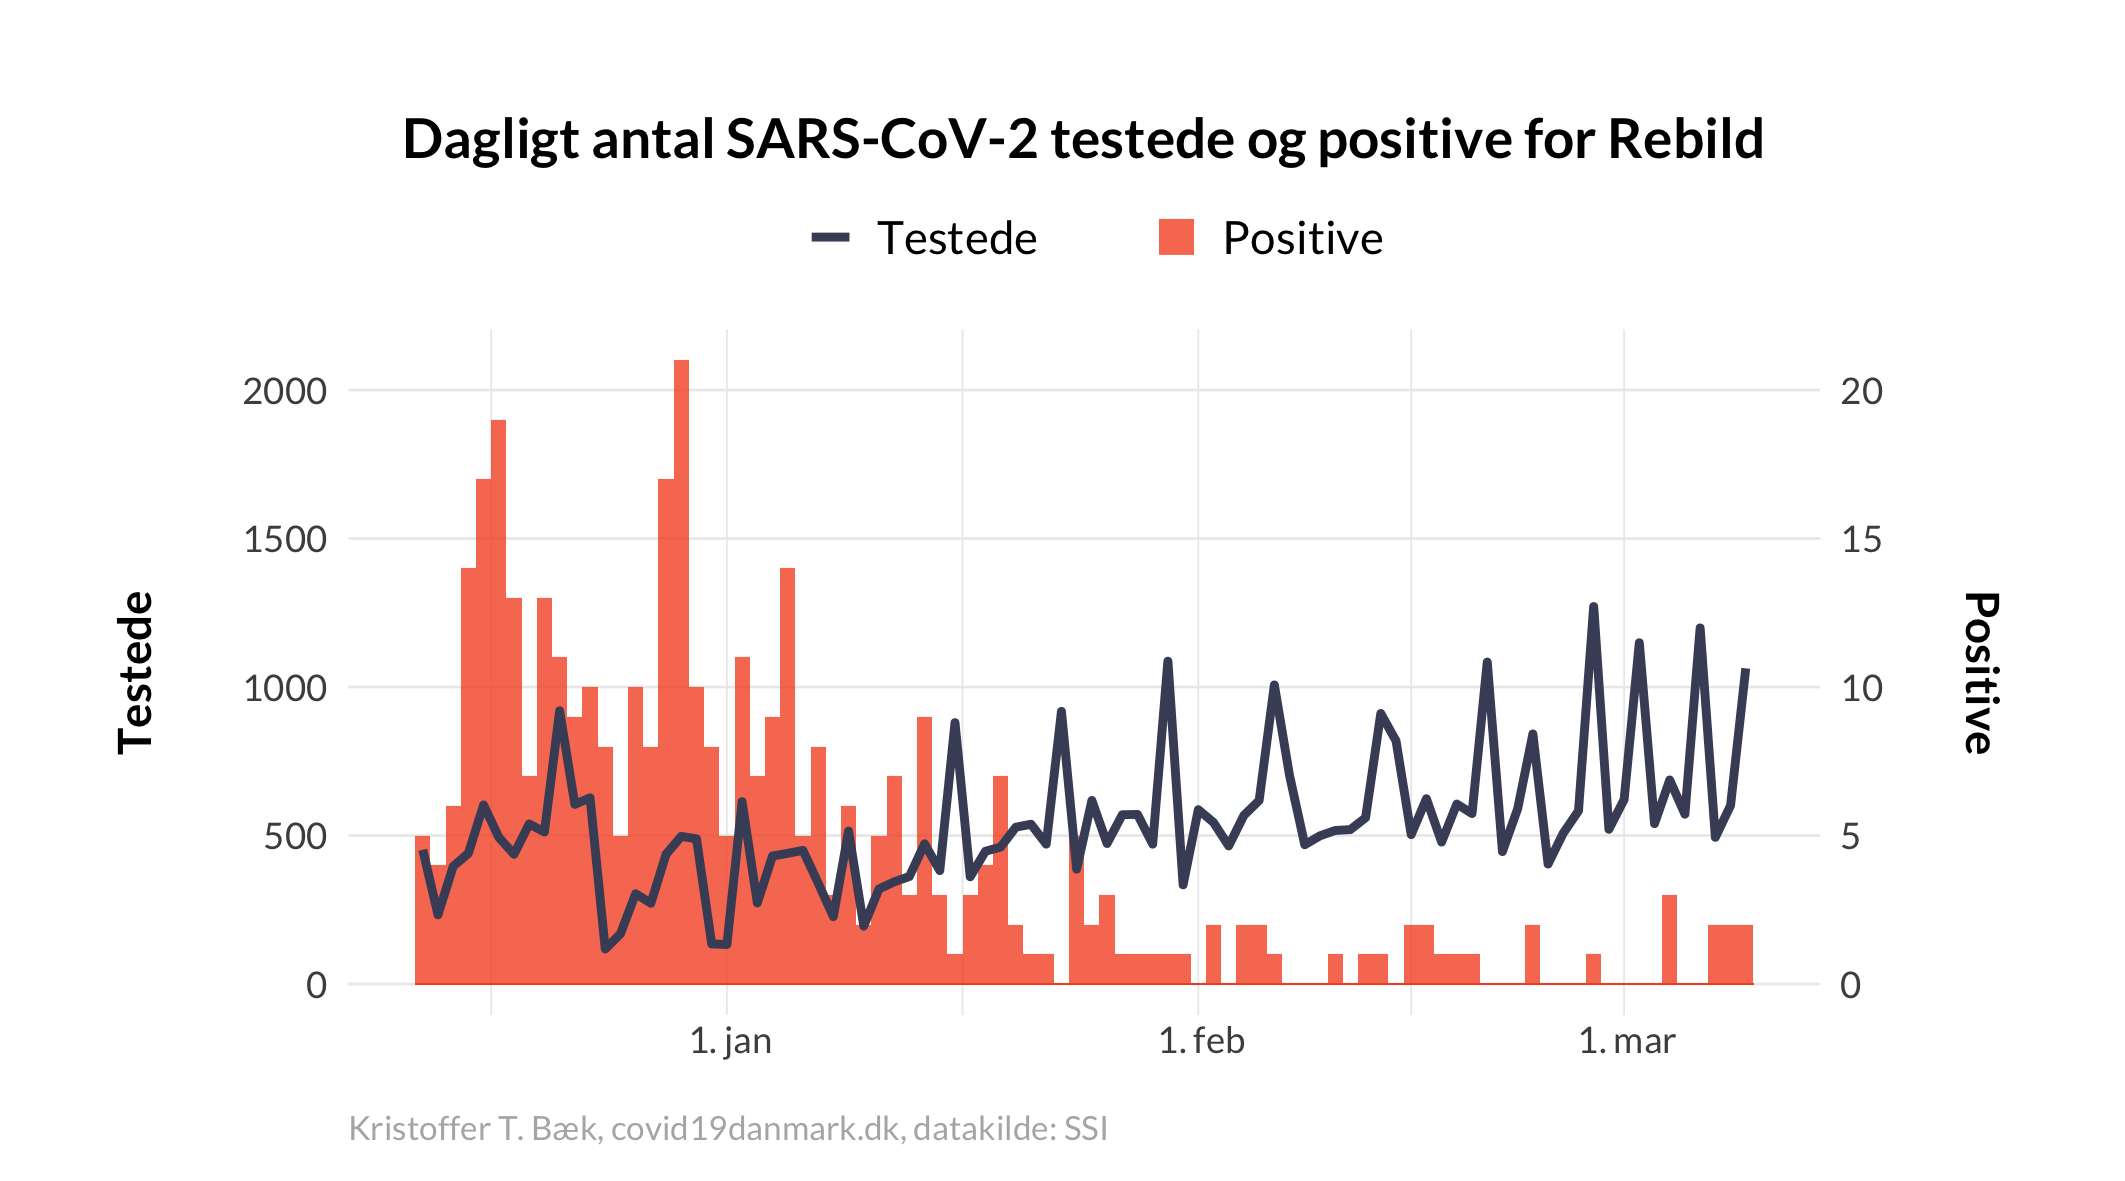 Dagligt antal SARS-CoV-2 testede og positive for Rebild
Testede Positive
2000 20
1500 15
1000 10
500 5
0 0
Testede
Positive
1. jan 1. feb 1. mar
Kristoffer T. Bæk, covid19danmark.dk, datakilde: SSI